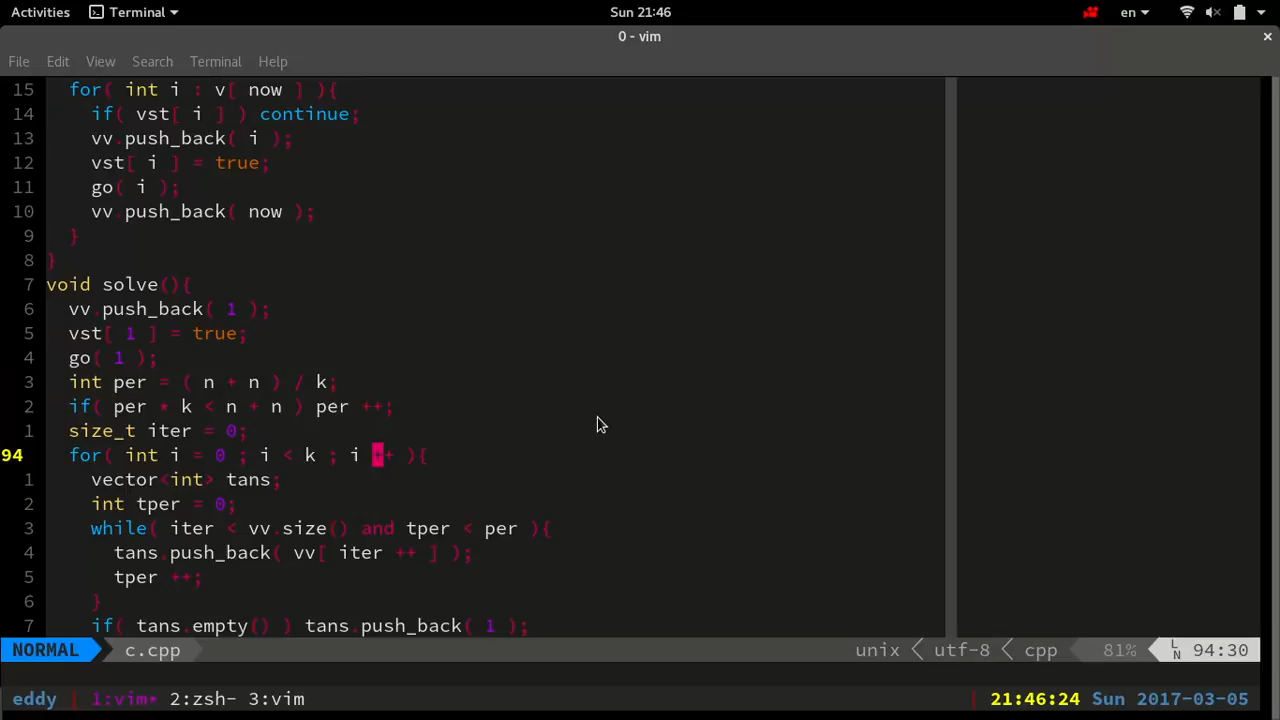 Activities Terminal Sun 21:46 en
0 - vim ×
File Edit View Search Terminal Help
15 for( int i : v[ now ] ){
14 if( vst[ i ] ) continue;
13 vv.push_back( i );
12 vst[ i ] = true;
11 go( i );
10 vv.push_back( now );
9 }
8 }
7 void solve(){
6 vv.push_back( 1 );
5 vst[ 1 ] = true;
4 go( 1 );
3 int per = ( n + n ) / k;
2 if( per * k < n + n ) per ++;
1 size_t iter = 0;
94 for( int i = 0 ; i < k ; i ++ ){
1 vector<int> tans;
2 int tper = 0;
3 while( iter < vv.size() and tper < per ){
4 tans.push_back( vv[ iter ++ ] );
5 tper ++;
6 }
7 if( tans.empty() ) tans.push_back( 1 );
NORMAL c.cpp unix utf-8 cpp 81% LN 94:30
eddy 1:vim* 2:zsh- 3:vim 21:46:24 Sun 2017-03-05